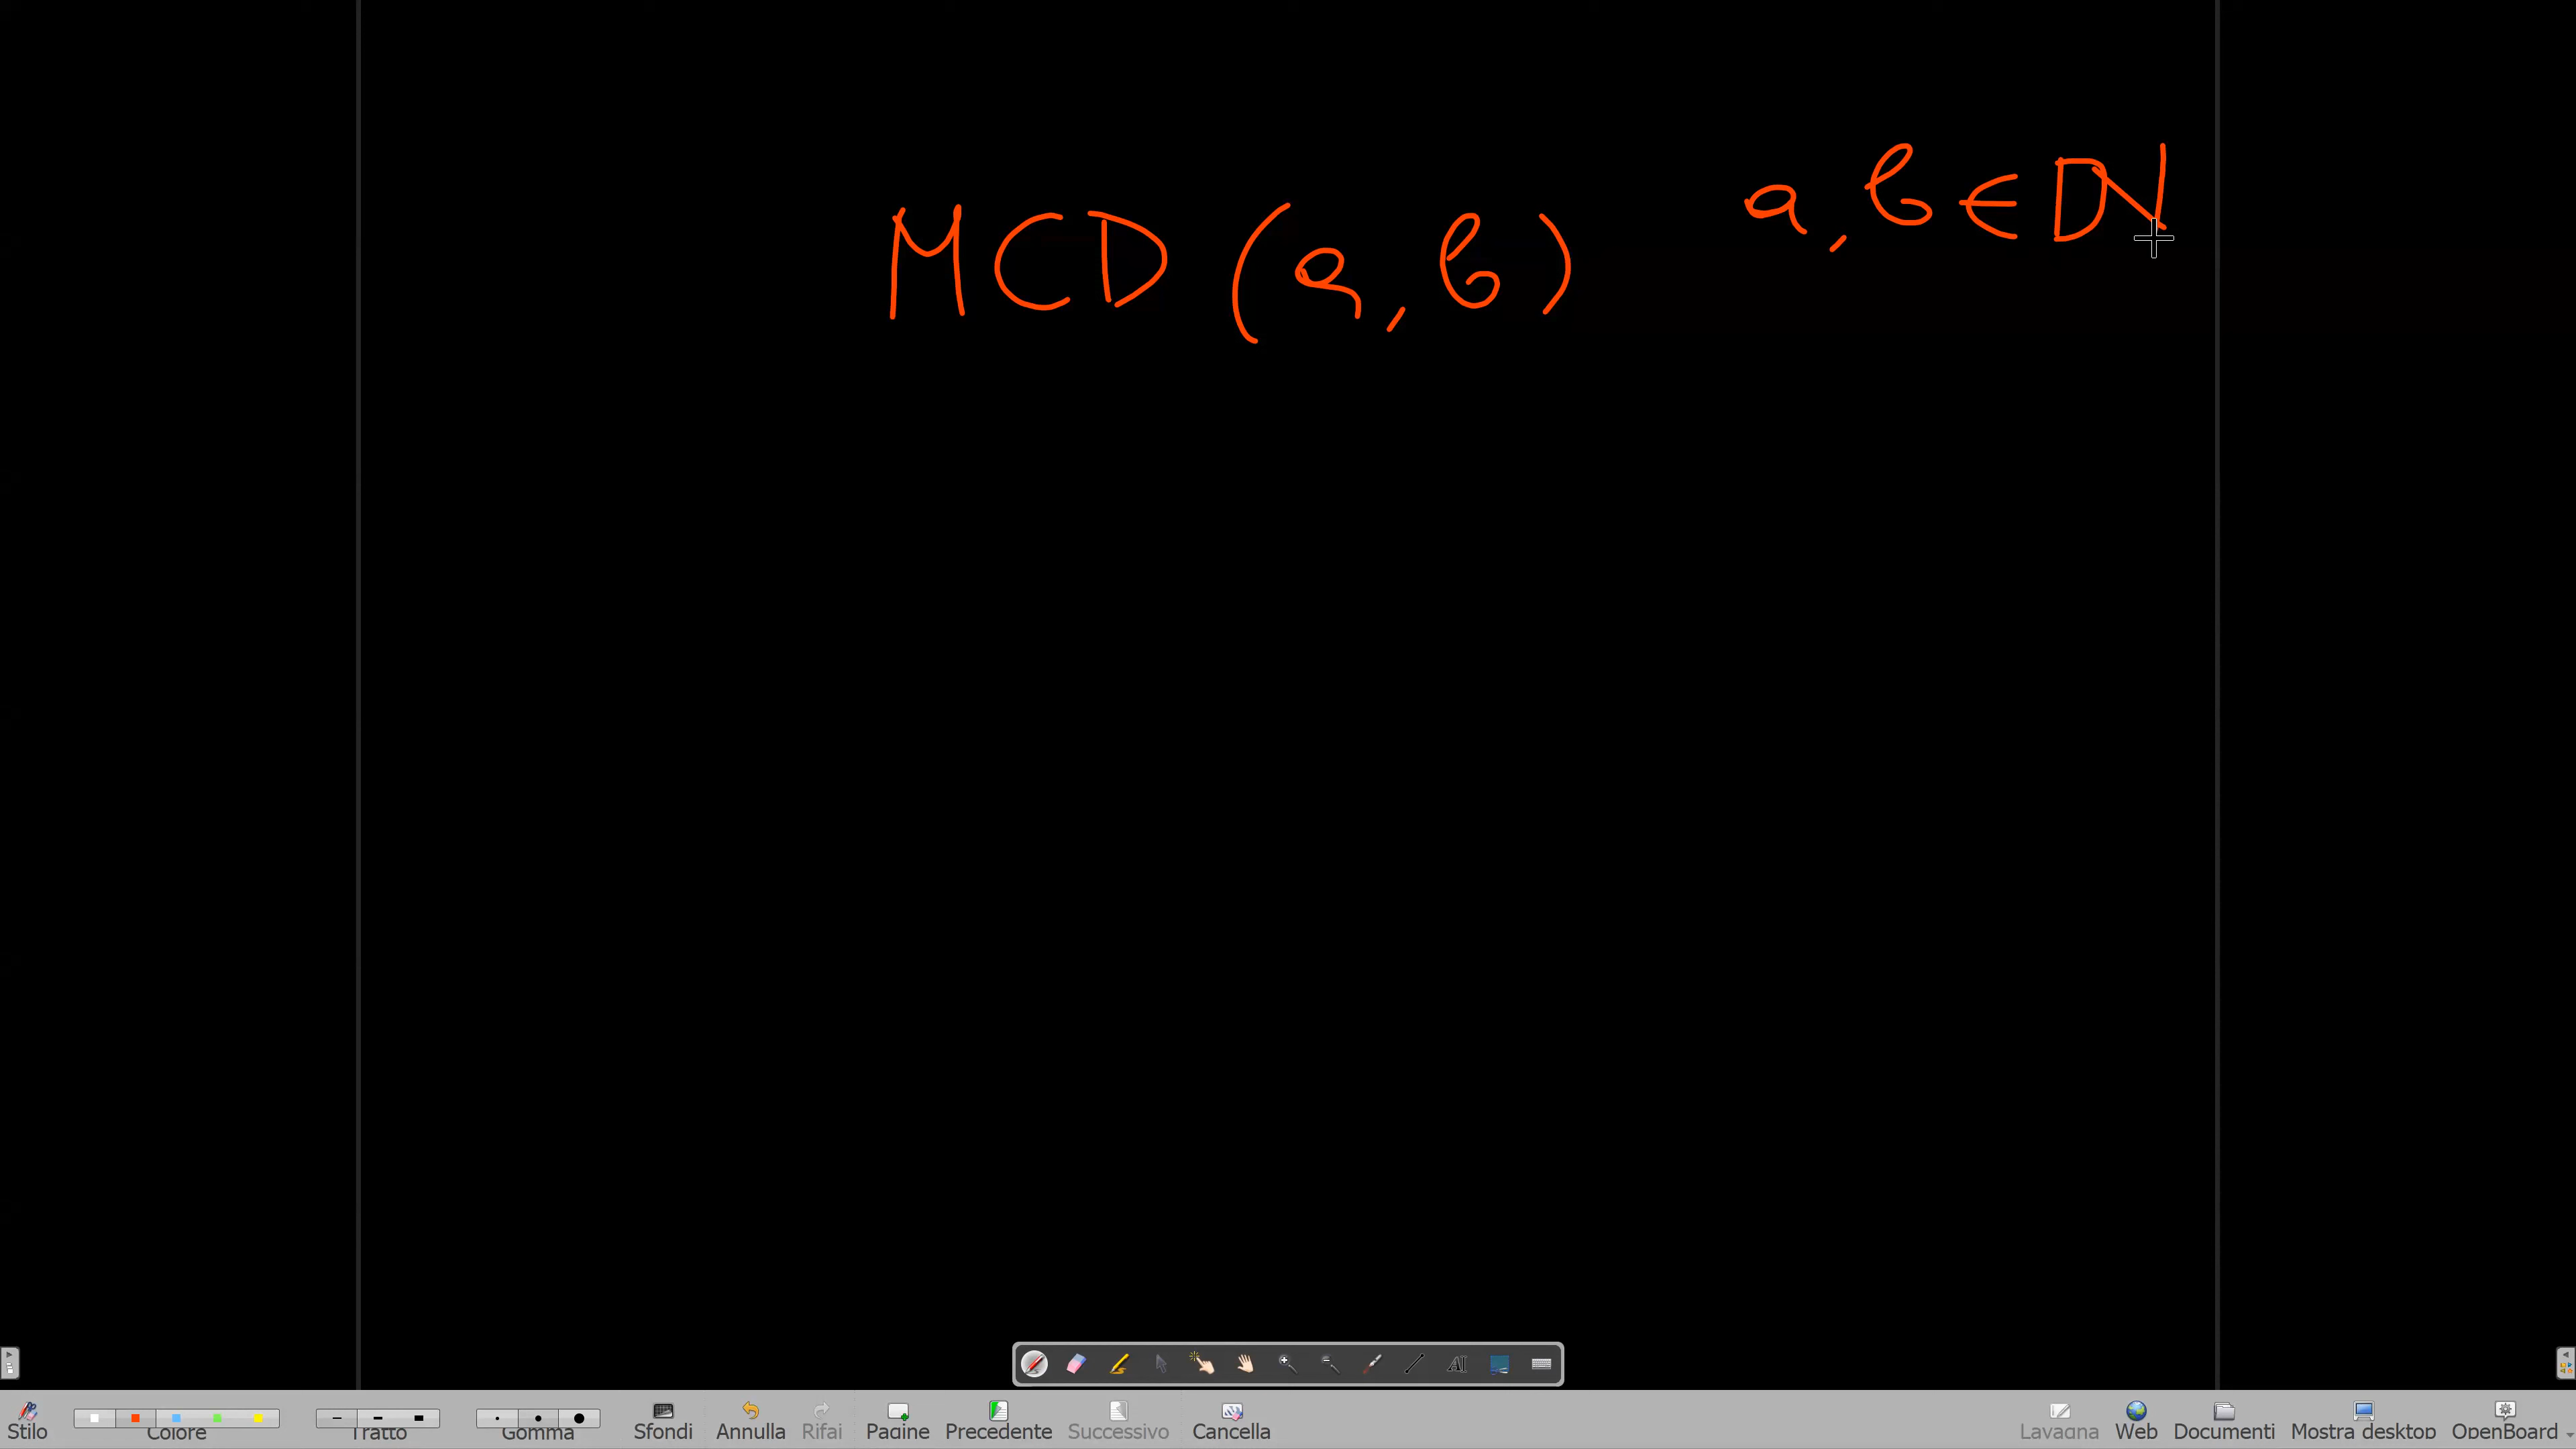 MCD (a, b)
a, b ∈ ℕ
Stilo
Colore
Tratto
Gomma
Sfondi
Annulla
Rifai
Pagine
Precedente
Successivo
Cancella
Lavagna
Web
Documenti
Mostra desktop
OpenBoard